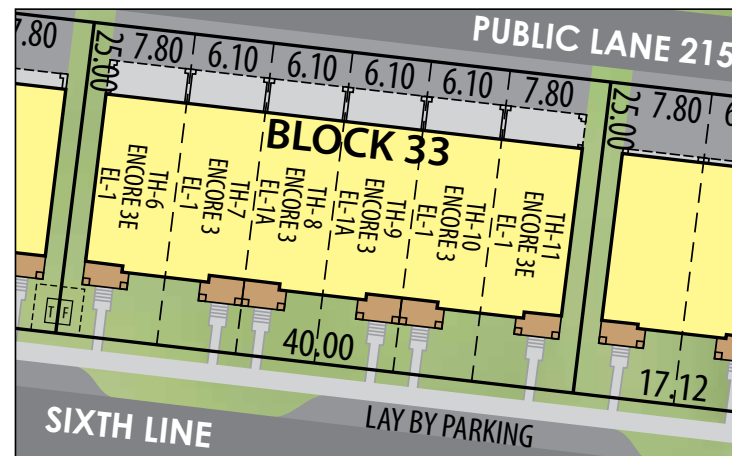 PUBLIC LANE 215
7.80
25.00
7.80
6.10
6.10
6.10
6.10
7.80
25.00
7.80
6
BLOCK 33
TH-6
ENCORE 3E
EL-1
TH-7
ENCORE 3
EL-1
TH-8
ENCORE 3
EL-1A
TH-9
ENCORE 3
EL-1A
TH-10
ENCORE 3
EL-1
TH-11
ENCORE 3E
EL-1
T F
40.00
17.12
LAY BY PARKING
SIXTH LINE